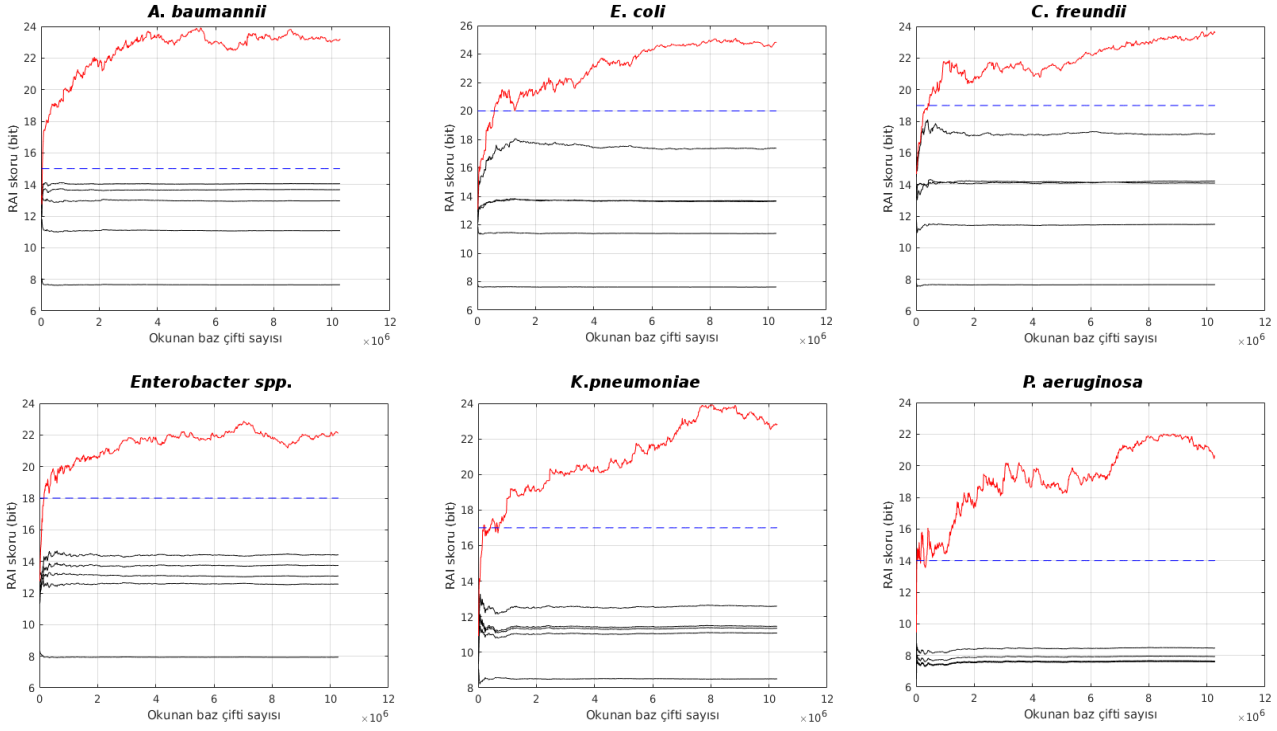 A. baumannii
24
22
20
18
16
14
12
10
8
6
RAI skoru (bit)
0 2 4 6 8 10 12
Okunan baz çifti sayısı
×10^6
E. coli
26
24
22
20
18
16
14
12
10
8
6
RAI skoru (bit)
0 2 4 6 8 10 12
Okunan baz çifti sayısı
×10^6
C. freundii
24
22
20
18
16
14
12
10
8
6
RAI skoru (bit)
0 2 4 6 8 10 12
Okunan baz çifti sayısı
×10^6
Enterobacter spp.
24
22
20
18
16
14
12
10
8
6
RAI skoru (bit)
0 2 4 6 8 10 12
Okunan baz çifti sayısı
×10^6
K.pneumoniae
24
22
20
18
16
14
12
10
8
6
RAI skoru (bit)
0 2 4 6 8 10 12
Okunan baz çifti sayısı
×10^6
P. aeruginosa
24
22
20
18
16
14
12
10
8
6
RAI skoru (bit)
0 2 4 6 8 10 12
Okunan baz çifti sayısı
×10^6